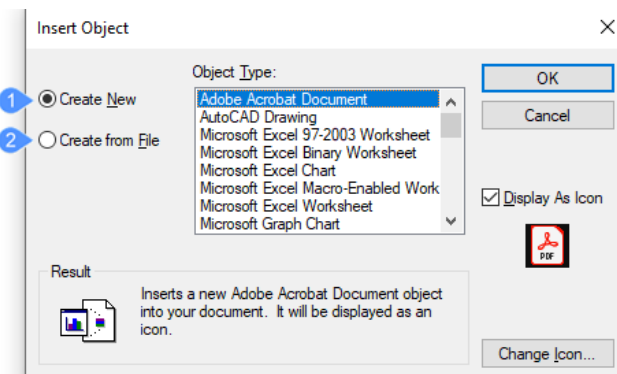 Insert Object
Object Type:
1 Create New
2 Create from File
Adobe Acrobat Document
AutoCAD Drawing
Microsoft Excel 97-2003 Worksheet
Microsoft Excel Binary Worksheet
Microsoft Excel Chart
Microsoft Excel Macro-Enabled Work
Microsoft Excel Worksheet
Microsoft Graph Chart
OK
Cancel
Display As Icon
PDF
Result
Inserts a new Adobe Acrobat Document object
into your document. It will be displayed as an
icon.
Change Icon...